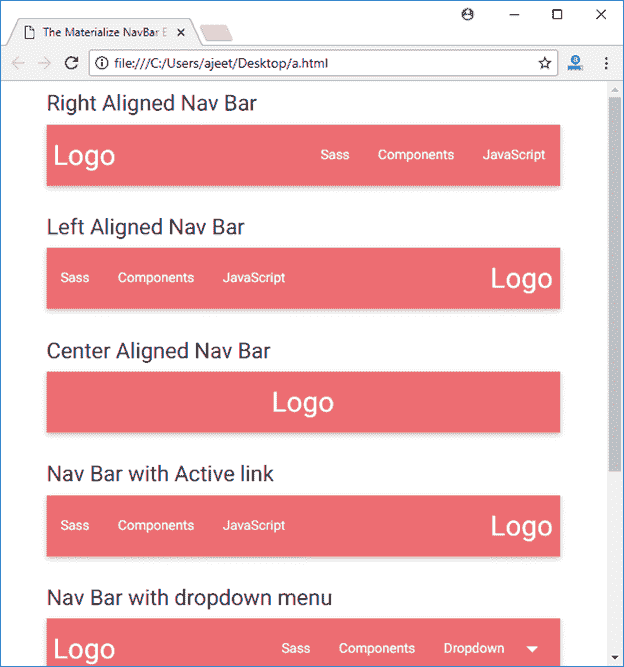 The Materialize NavBar E
file:///C:/Users/ajeet/Desktop/a.html
Right Aligned Nav Bar
Logo Sass Components JavaScript
Left Aligned Nav Bar
Sass Components JavaScript Logo
Center Aligned Nav Bar
Logo
Nav Bar with Active link
Sass Components JavaScript Logo
Nav Bar with dropdown menu
Logo Sass Components Dropdown